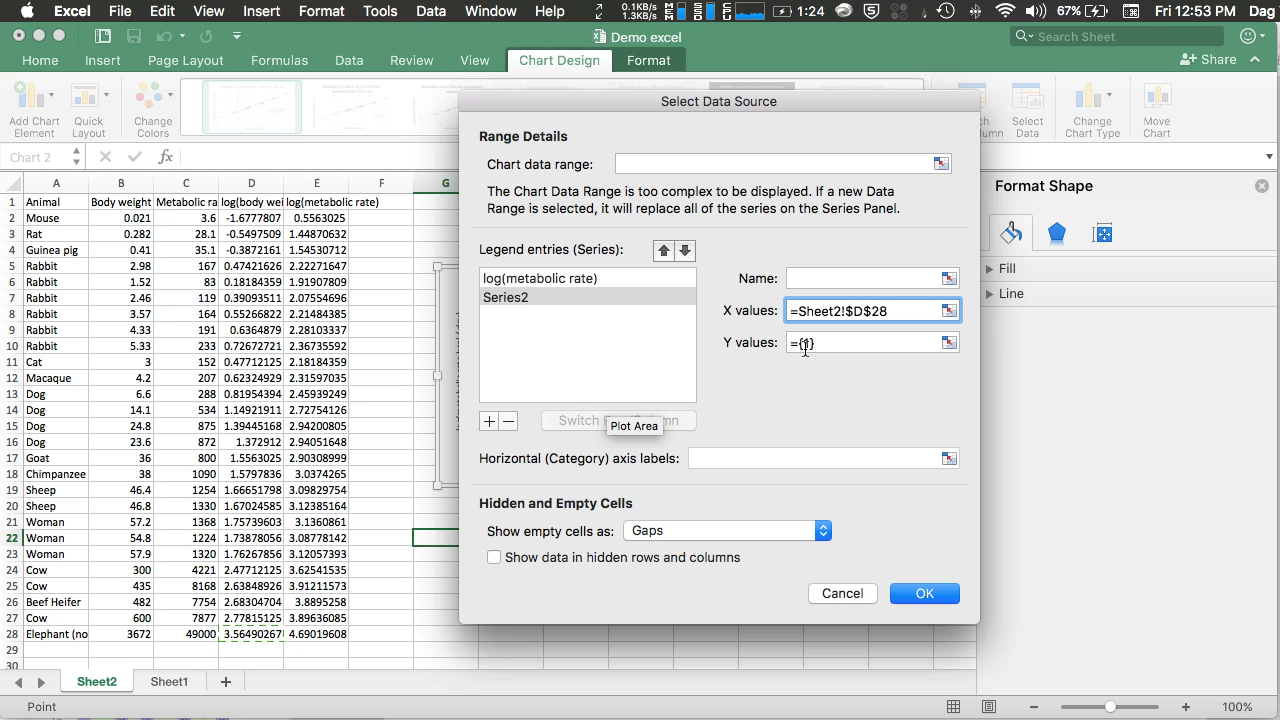 Excel File Edit View Insert Format Tools Data Window Help 0.1KB/s 1.3KB/s 1:24 67% Fri 12:53 PM Dag
Demo excel
Search Sheet
Home Insert Page Layout Formulas Data Review View Chart Design Format Share
Add Chart Element
Quick Layout
Change Colors
Select Data
Change Chart Type
Move Chart
Chart 2 fx
Select Data Source
Range Details
Chart data range:
The Chart Data Range is too complex to be displayed. If a new Data
Range is selected, it will replace all of the series on the Series Panel.
Legend entries (Series):
log(metabolic rate)
Series2
Name:
X values: =Sheet2!$D$28
Y values: ={1}
Plot Area
Horizontal (Category) axis labels:
Hidden and Empty Cells
Show empty cells as: Gaps
Show data in hidden rows and columns
Cancel OK
Format Shape
Fill
Line
A B C D E F G
1 Animal Body weight Metabolic ra log(body wei log(metabolic rate)
2 Mouse 0.021 3.6 -1.6777807 0.5563025
3 Rat 0.282 28.1 -0.5497509 1.44870632
4 Guinea pig 0.41 35.1 -0.3872161 1.54530712
5 Rabbit 2.98 167 0.47421626 2.22271647
6 Rabbit 1.52 83 0.18184359 1.91907809
7 Rabbit 2.46 119 0.39093511 2.07554696
8 Rabbit 3.57 164 0.55266822 2.21484385
9 Rabbit 4.33 191 0.6364879 2.28103337
10 Rabbit 5.33 233 0.72672721 2.36735592
11 Cat 3 152 0.47712125 2.18184359
12 Macaque 4.2 207 0.62324929 2.31597035
13 Dog 6.6 288 0.81954394 2.45939249
14 Dog 14.1 534 1.14921911 2.72754126
15 Dog 24.8 875 1.39445168 2.94200805
16 Dog 23.6 872 1.372912 2.94051648
17 Goat 36 800 1.5563025 2.90308999
18 Chimpanzee 38 1090 1.5797836 3.0374265
19 Sheep 46.4 1254 1.66651798 3.09829754
20 Sheep 46.8 1330 1.67024585 3.12385164
21 Woman 57.2 1368 1.75739603 3.1360861
22 Woman 54.8 1224 1.73878056 3.08778142
23 Woman 57.9 1320 1.76267856 3.12057393
24 Cow 300 4221 2.47712125 3.62541535
25 Cow 435 8168 2.63848926 3.91211573
26 Beef Heifer 482 7754 2.68304704 3.8895258
27 Cow 600 7877 2.77815125 3.89636085
28 Elephant (no 3672 49000 3.56490267 4.69019608
29
30
Sheet2 Sheet1
Point 100%